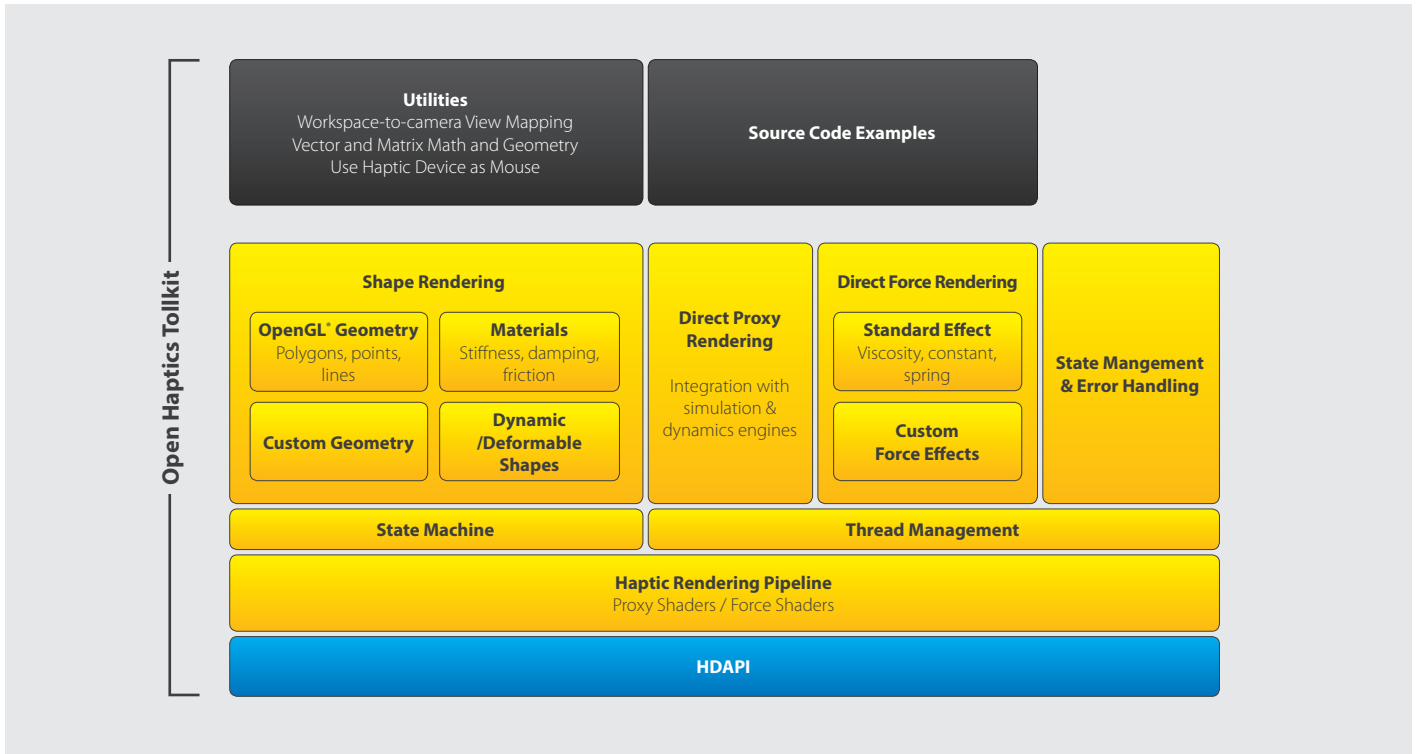 Open Haptics Tollkit
Utilities
Workspace-to-camera View Mapping
Vector and Matrix Math and Geometry
Use Haptic Device as Mouse
Source Code Examples
Shape Rendering
OpenGL® Geometry
Polygons, points,
lines
Materials
Stiffness, damping,
friction
Custom Geometry
Dynamic
/Deformable
Shapes
Direct Proxy
Rendering
Integration with
simulation &
dynamics engines
Direct Force Rendering
Standard Effect
Viscosity, constant,
spring
Custom
Force Effects
State Mangement
& Error Handling
State Machine
Thread Management
Haptic Rendering Pipeline
Proxy Shaders / Force Shaders
HDAPI